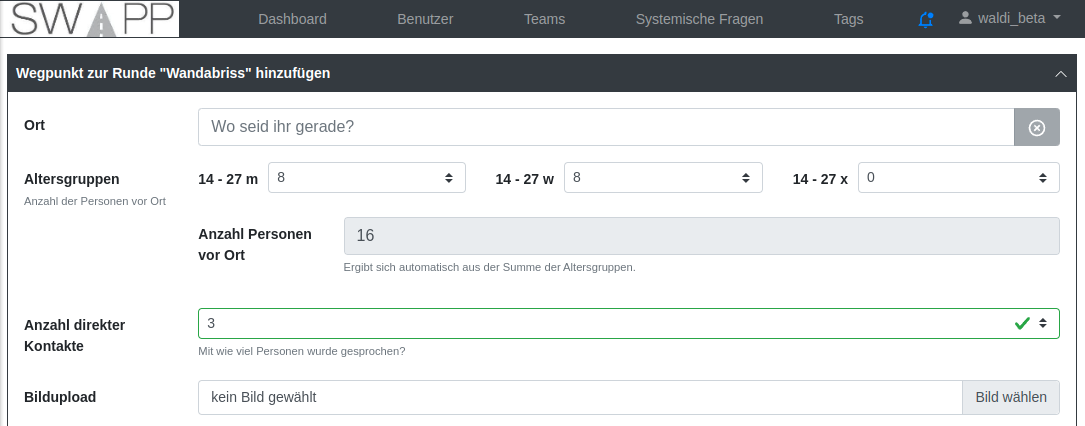 SWAPP
Dashboard Benutzer Teams Systemische Fragen Tags waldi_beta
Wegpunkt zur Runde "Wandabriss" hinzufügen
Ort Wo seid ihr gerade?
Altersgruppen 14 - 27 m 8 14 - 27 w 8 14 - 27 x 0
Anzahl der Personen vor Ort
Anzahl Personen 16
vor Ort
Ergibt sich automatisch aus der Summe der Altersgruppen.
Anzahl direkter 3
Kontakte
Mit wie viel Personen wurde gesprochen?
Bildupload kein Bild gewählt Bild wählen